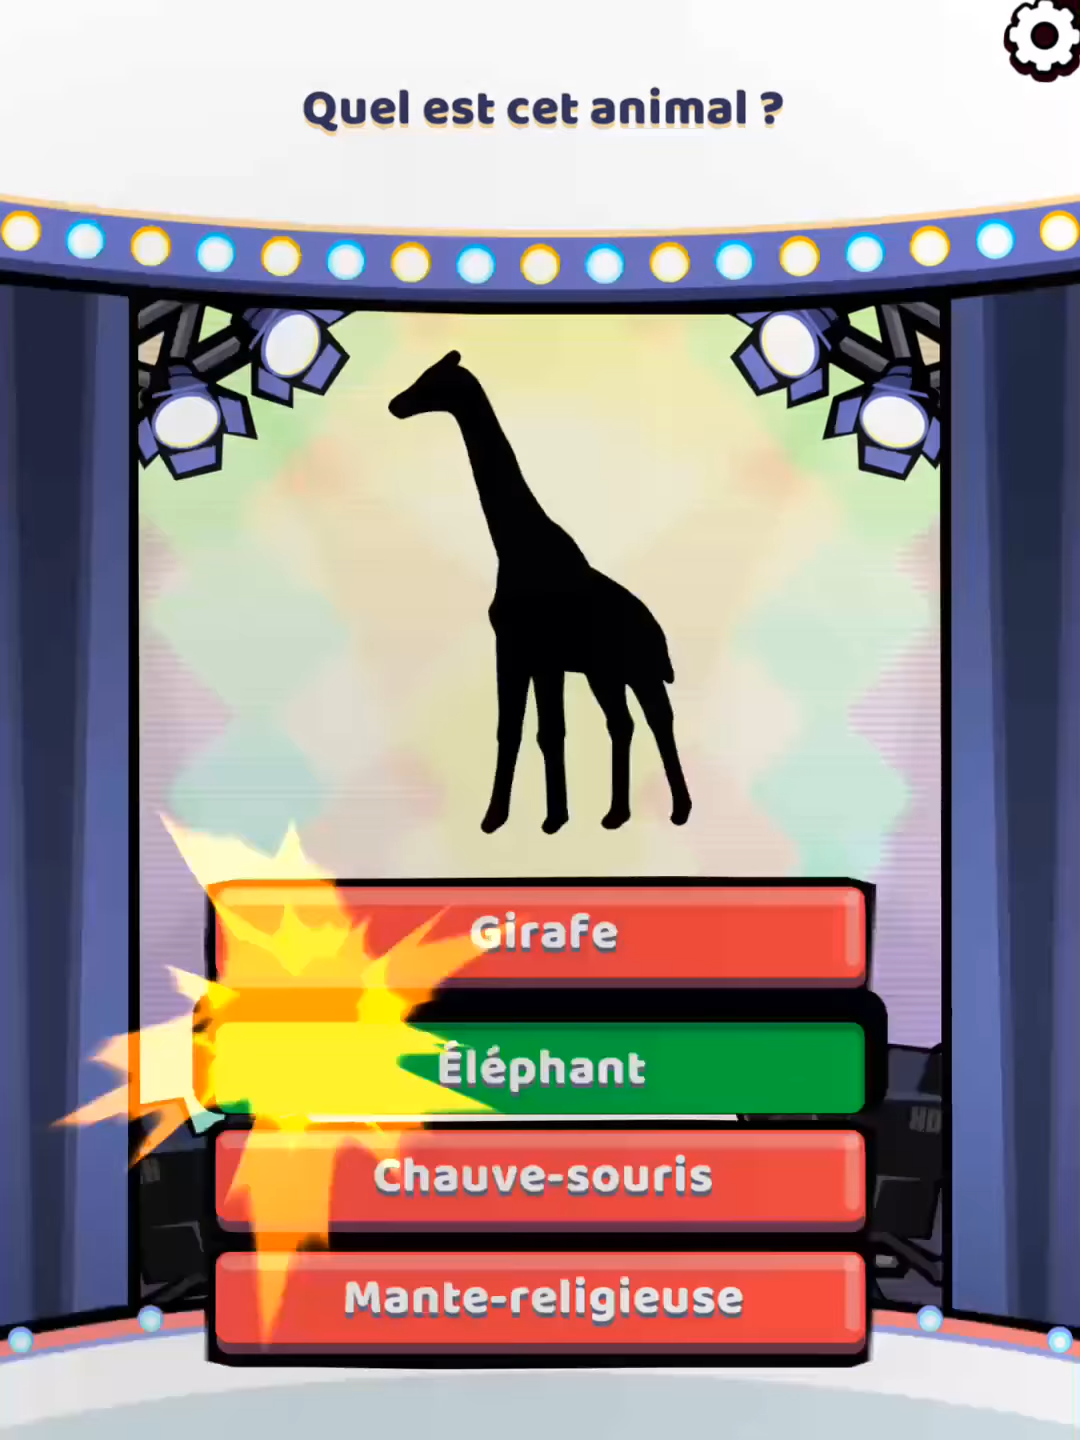 Quel est cet animal ?
Girafe
Éléphant
Chauve-souris
Mante-religieuse